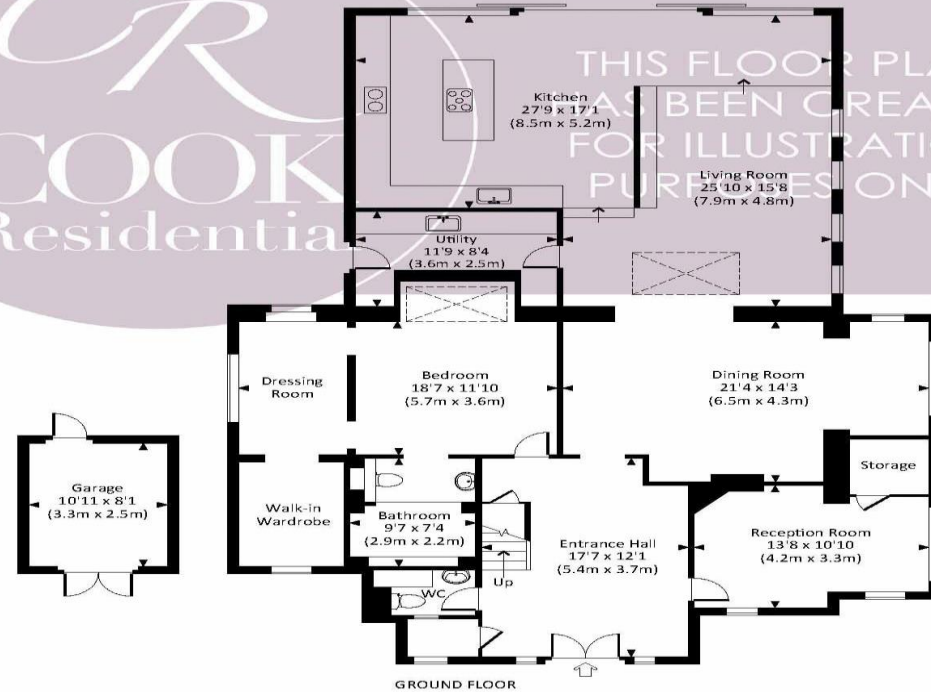 CR
COOK
Residential
THIS FLOOR PLA
HAS BEEN CREA
FOR ILLUSTRATI
PURPOSES ON
Kitchen
27'9 x 17'1
(8.5m x 5.2m)
Living Room
25'10 x 15'8
(7.9m x 4.8m)
Utility
11'9 x 8'4
(3.6m x 2.5m)
Dressing
Room
Bedroom
18'7 x 11'10
(5.7m x 3.6m)
Dining Room
21'4 x 14'3
(6.5m x 4.3m)
Storage
Garage
10'11 x 8'1
(3.3m x 2.5m)
Walk-in
Wardrobe
Bathroom
9'7 x 7'4
(2.9m x 2.2m)
Entrance Hall
17'7 x 12'1
(5.4m x 3.7m)
Reception Room
13'8 x 10'10
(4.2m x 3.3m)
Up
WC
GROUND FLOOR